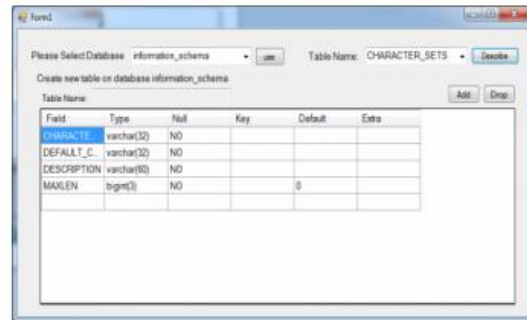 Form1
Please Select Database information_schema use Table Name: CHARACTER_SETS Describe
Create new table on database information_schema
Table Name Add Drop
Field Type Null Key Default Extra
CHARACTE... varchar(32) NO
DEFAULT_C... varchar(32) NO
DESCRIPTION varchar(60) NO
MAXLEN bigint(3) NO 0